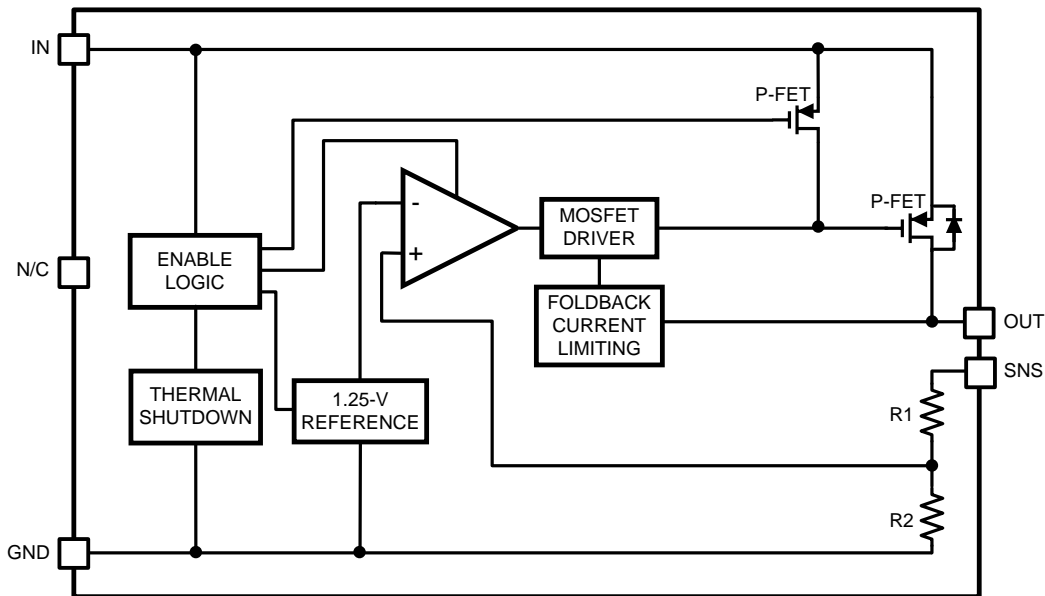 IN
P-FET
P-FET
-
+
MOSFET
DRIVER
N/C
ENABLE
LOGIC
FOLDBACK
CURRENT
LIMITING
OUT
SNS
THERMAL
SHUTDOWN
1.25-V
REFERENCE
R1
R2
GND